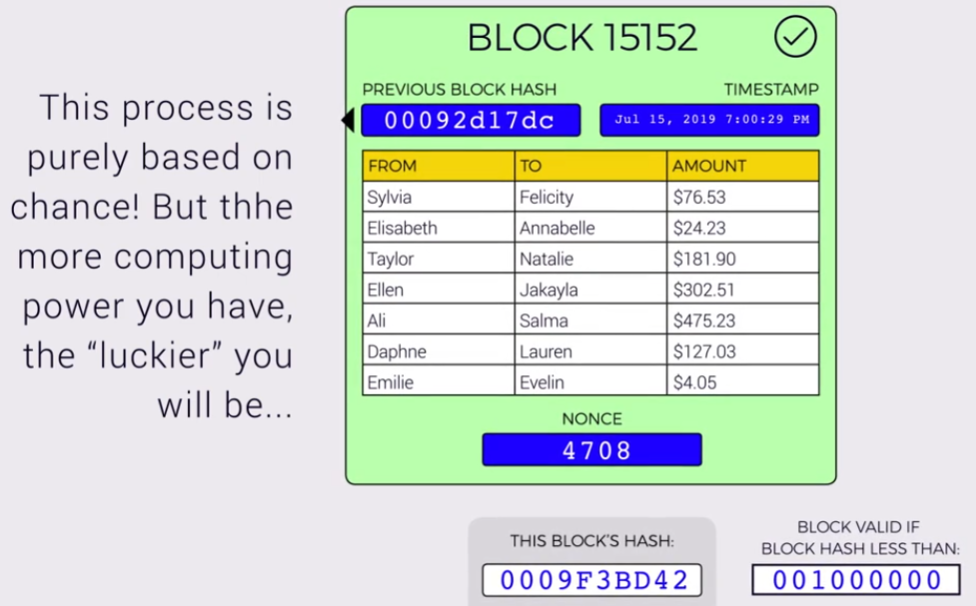 This process is
purely based on
chance! But thhe
more computing
power you have,
the “luckier” you
will be...
BLOCK 15152
PREVIOUS BLOCK HASH TIMESTAMP
00092d17dc Jul 15, 2019 7:00:29 PM
FROM TO AMOUNT
Sylvia Felicity $76.53
Elisabeth Annabelle $24.23
Taylor Natalie $181.90
Ellen Jakayla $302.51
Ali Salma $475.23
Daphne Lauren $127.03
Emilie Evelin $4.05
NONCE
4708
THIS BLOCK'S HASH:
0009F3BD42
BLOCK VALID IF
BLOCK HASH LESS THAN:
001000000